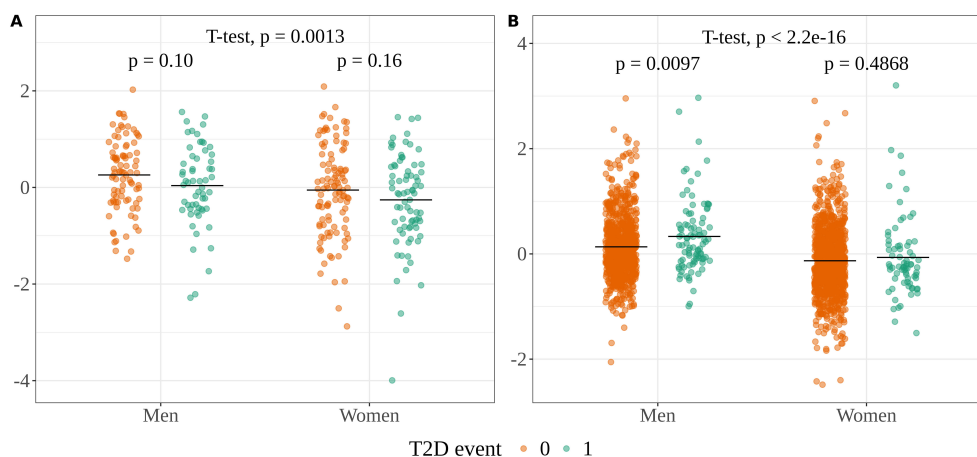 A
T-test, p = 0.0013
p = 0.10
p = 0.16
2
0
-2
-4
Men
Women
B
T-test, p < 2.2e-16
p = 0.0097
p = 0.4868
4
2
0
-2
Men
Women
T2D event 0 1